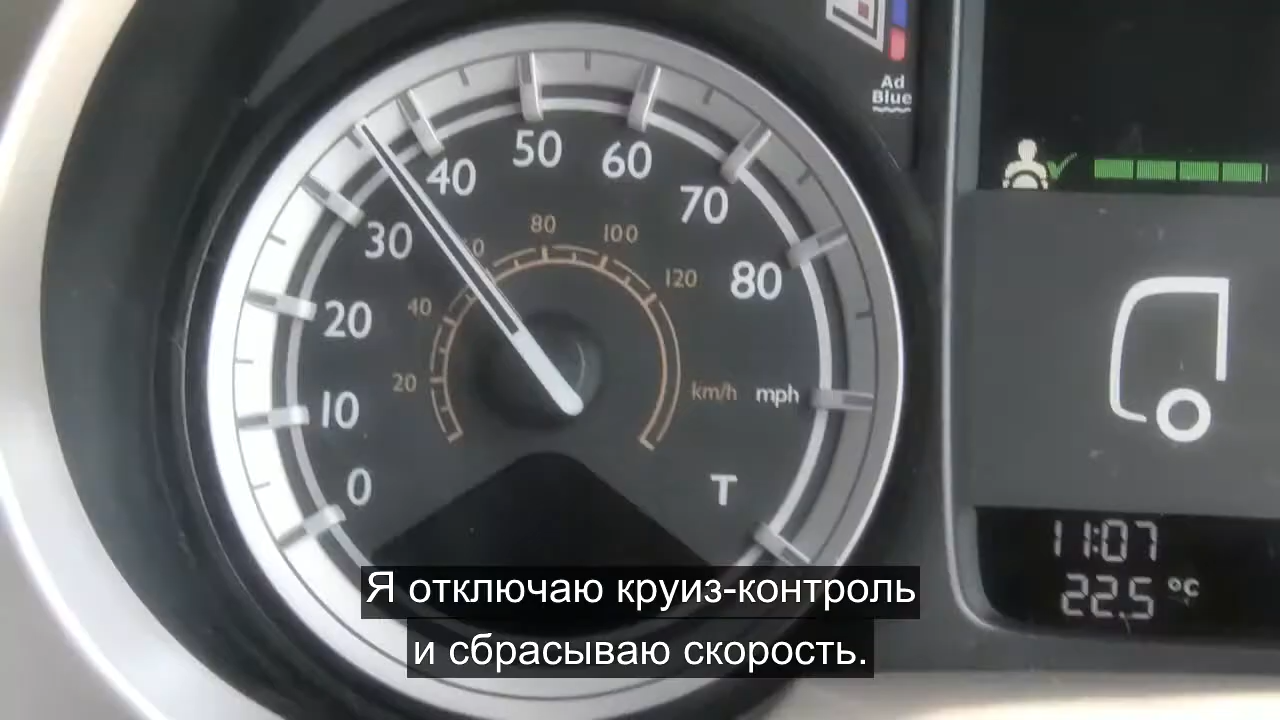 Ad
Blue
50
60
40
70
30
80
20
10
0
80
100
60
120
40
20
km/h
mph
T
11:07
22.5 °C
Я отключаю круиз-контроль
и сбрасываю скорость.